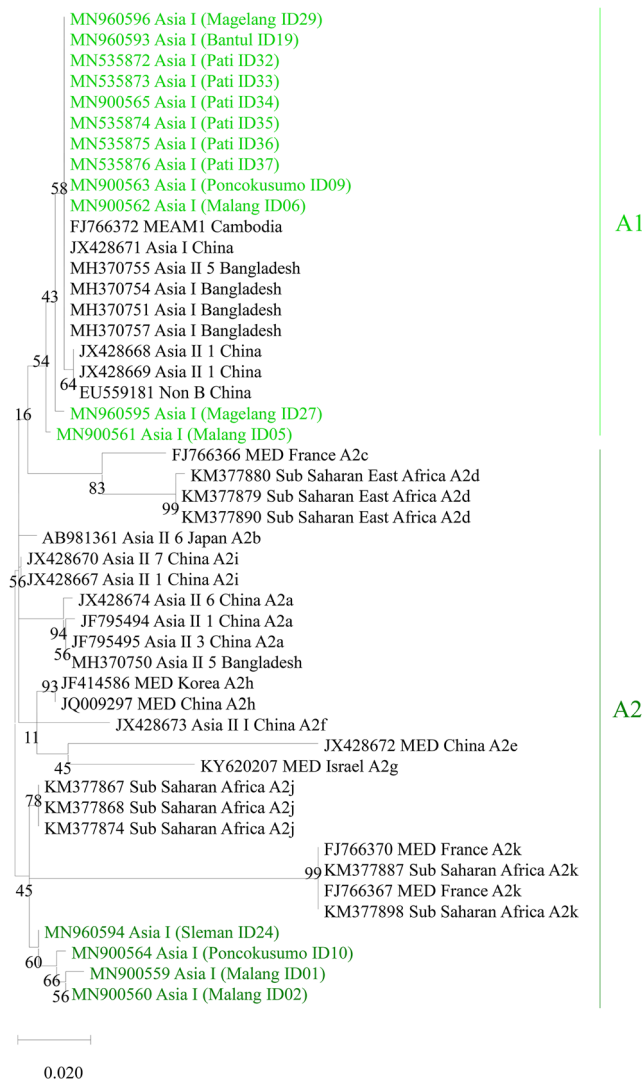 MN960596 Asia I (Magelang ID29)
MN960593 Asia I (Bantul ID19)
MN535872 Asia I (Pati ID32)
MN535873 Asia I (Pati ID33)
MN900565 Asia I (Pati ID34)
MN535874 Asia I (Pati ID35)
MN535875 Asia I (Pati ID36)
MN535876 Asia I (Pati ID37)
58 MN900563 Asia I (Poncokusumo ID09)
MN900562 Asia I (Malang ID06)
A1
FJ766372 MEAM1 Cambodia
JX428671 Asia I China
MH370755 Asia II 5 Bangladesh
43 MH370754 Asia I Bangladesh
MH370751 Asia I Bangladesh
MH370757 Asia I Bangladesh
JX428668 Asia II 1 China
54 JX428669 Asia II 1 China
64 EU559181 Non B China
16 MN960595 Asia I (Magelang ID27)
MN900561 Asia I (Malang ID05)
FJ766366 MED France A2c
KM377880 Sub Saharan East Africa A2d
83 KM377879 Sub Saharan East Africa A2d
99 KM377890 Sub Saharan East Africa A2d
AB981361 Asia II 6 Japan A2b
JX428670 Asia II 7 China A2i
56 JX428667 Asia II 1 China A2i
JX428674 Asia II 6 China A2a
JF795494 Asia II 1 China A2a
94 JF795495 Asia II 3 China A2a
56 MH370750 Asia II 5 Bangladesh
93 JF414586 MED Korea A2h
JQ009297 MED China A2h
A2
JX428673 Asia II I China A2f
11 JX428672 MED China A2e
45 KY620207 MED Israel A2g
KM377867 Sub Saharan Africa A2j
78 KM377868 Sub Saharan Africa A2j
KM377874 Sub Saharan Africa A2j
FJ766370 MED France A2k
99 KM377887 Sub Saharan Africa A2k
45 FJ766367 MED France A2k
KM377898 Sub Saharan Africa A2k
MN960594 Asia I (Sleman ID24)
60 MN900564 Asia I (Poncokusumo ID10)
66 MN900559 Asia I (Malang ID01)
56 MN900560 Asia I (Malang ID02)
0.020